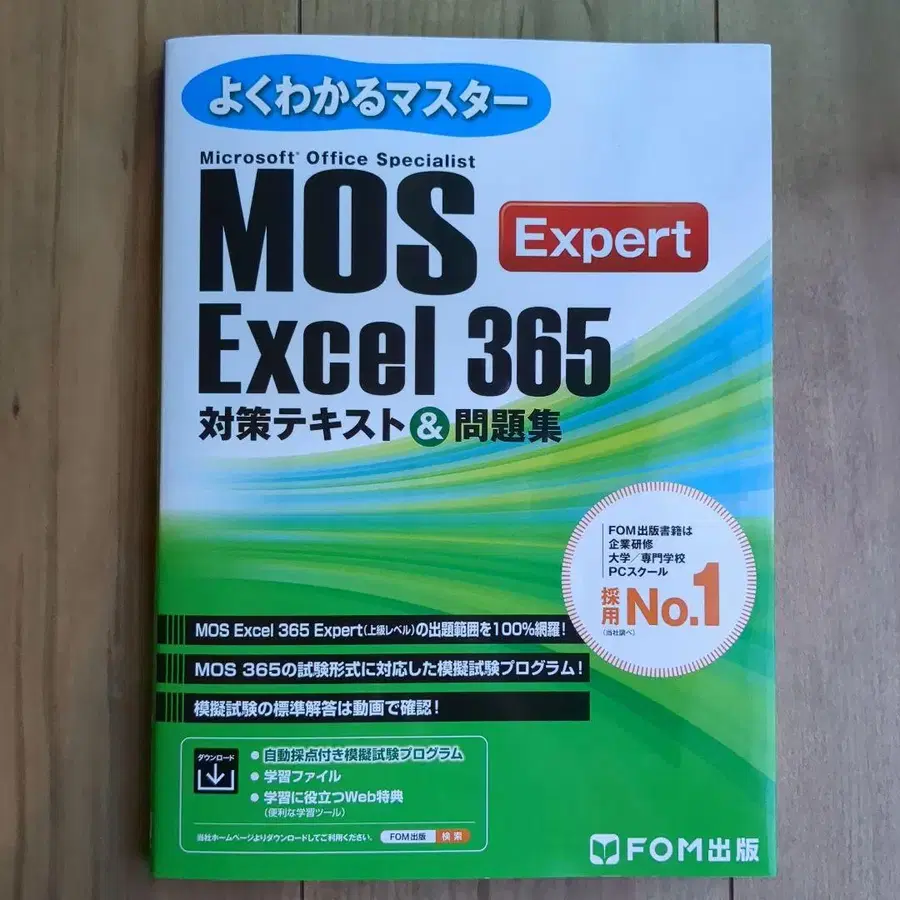 よくわかるマスター
Microsoft® Office Specialist
MOS
Expert
Excel 365
対策テキスト&問題集
FOM出版書籍は
企業研修
大学/専門学校
PCスクール
採用 No.1
(当社調べ)
MOS Excel 365 Expert(上級レベル)の出題範囲を100%網羅!
MOS 365の試験形式に対応した模擬試験プログラム!
模擬試験の標準解答は動画で確認!
ダウンロード
● 自動採点付き模擬試験プログラム
● 学習ファイル
● 学習に役立つWeb特典
(便利な学習ツール)
当社ホームページよりダウンロードしてご利用ください。 FOM出版 検索
FOM出版